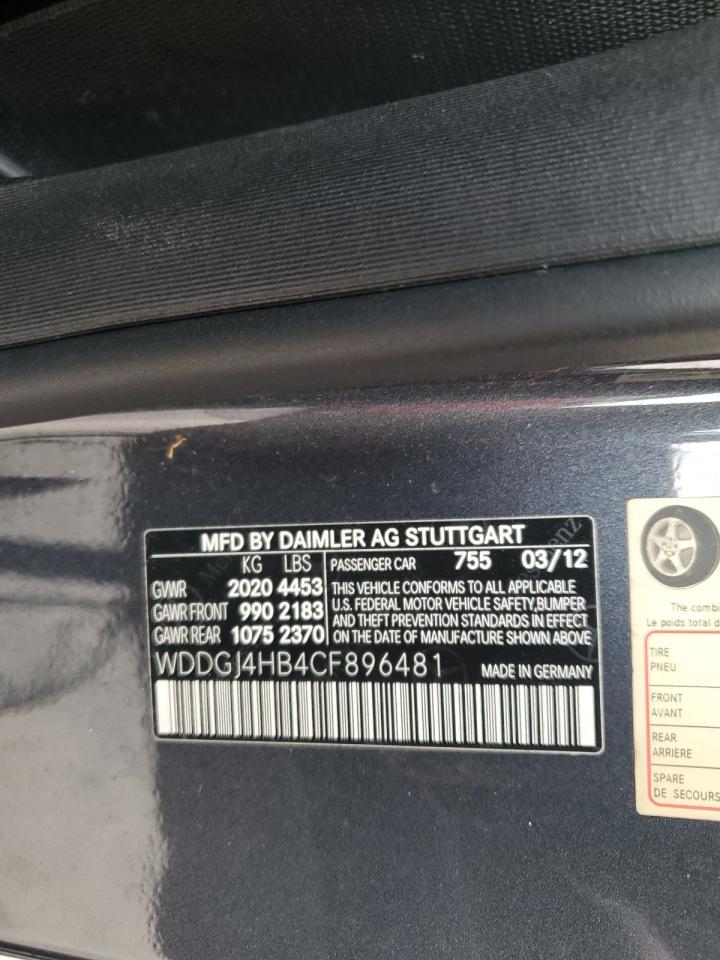 MFD BY DAIMLER AG STUTTGART
KG LBS
GVWR 2020 4453
GAWR FRONT 990 2183
GAWR REAR 1075 2370
PASSENGER CAR 755 03/12
THIS VEHICLE CONFORMS TO ALL APPLICABLE
U.S. FEDERAL MOTOR VEHICLE SAFETY,BUMPER
AND THEFT PREVENTION STANDARDS IN EFFECT
ON THE DATE OF MANUFACTURE SHOWN ABOVE
WDDGJ4HB4CF896481 MADE IN GERMANY
The combi
Le poids total d
TIRE
PNEU
FRONT
AVANT
REAR
ARRIERE
SPARE
DE SECOURS